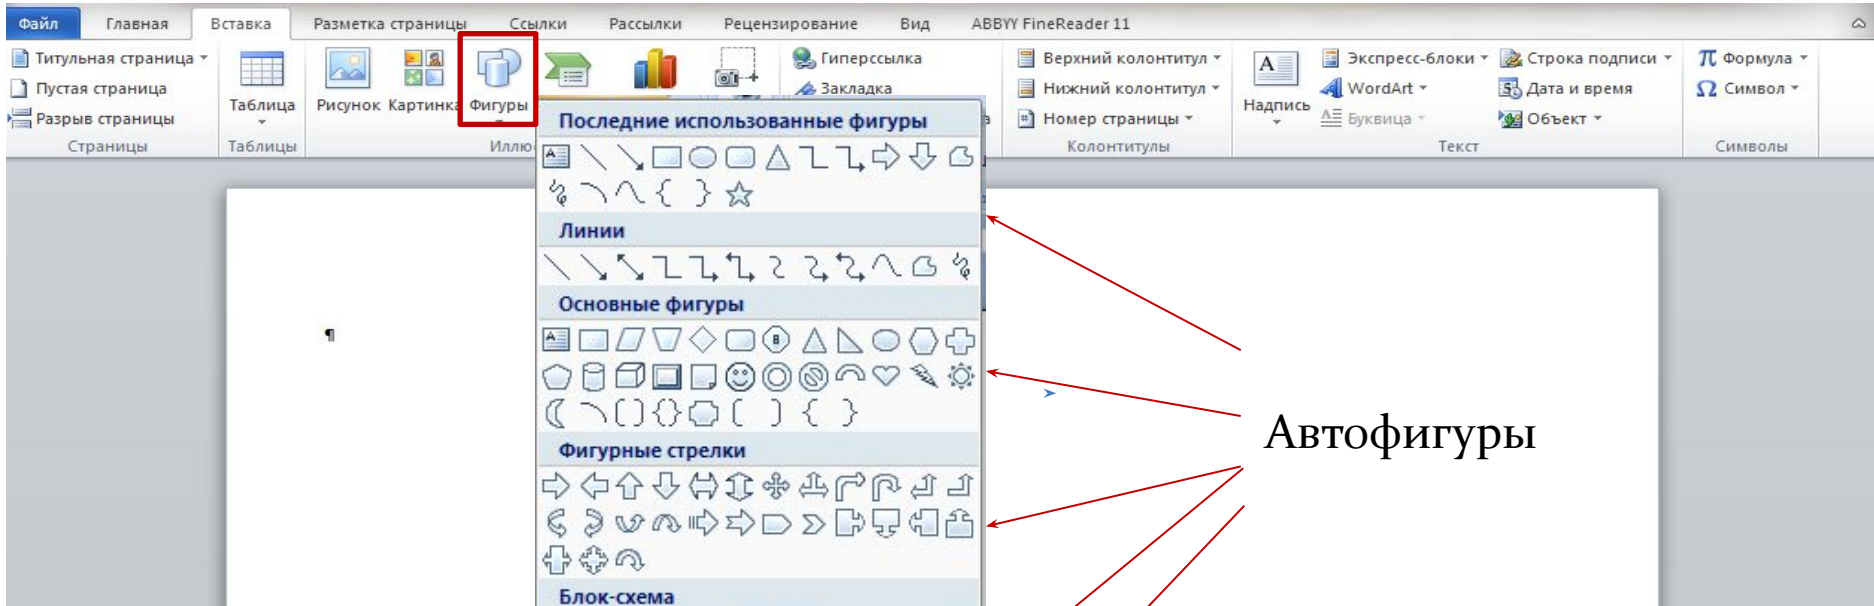 Файл Главная Вставка Разметка страницы Ссылки Рассылки Рецензирование Вид ABBYY FineReader 11
Титульная страница
Пустая страница
Разрыв страницы
Страницы
Таблица
Таблицы
Рисунок Картинка Фигуры
Гиперссылка
Закладка
Верхний колонтитул
Нижний колонтитул
Номер страницы
Колонтитулы
Надпись
Экспресс-блоки
WordArt
Буквица
Строка подписи
Дата и время
Объект
Текст
π Формула
Ω Символ
Символы
Последние использованные фигуры
Линии
Основные фигуры
Фигурные стрелки
Блок-схема
¶
Автофигуры